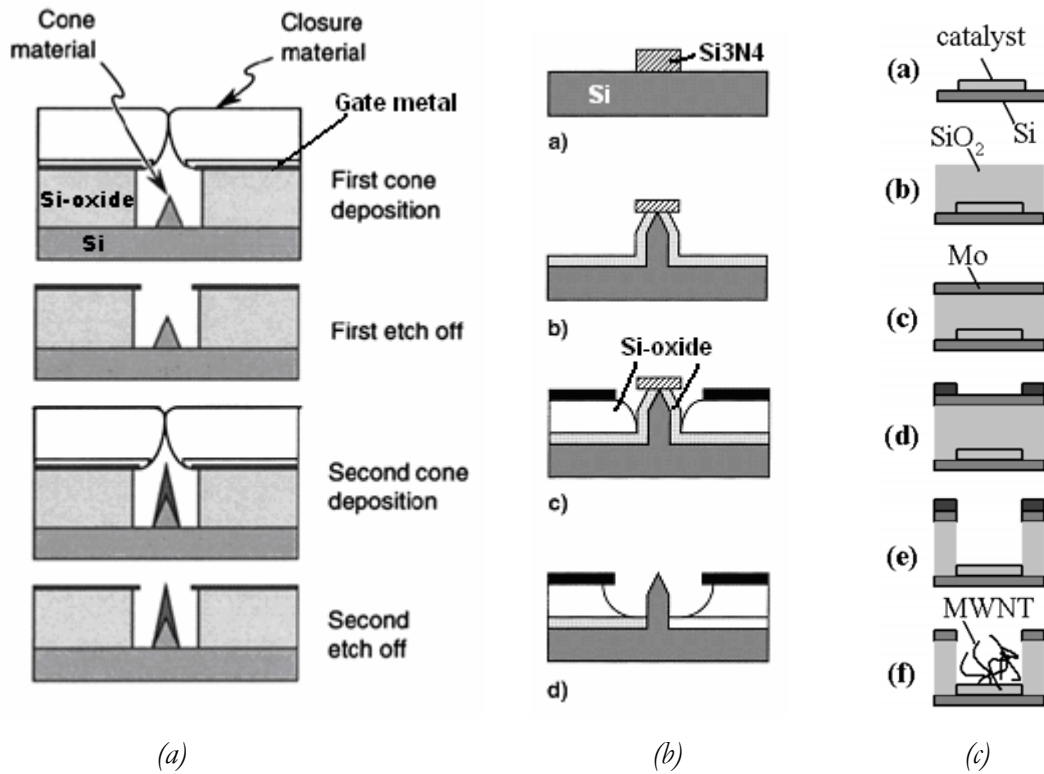 Cone
material
Closure
material
Gate metal
Si-oxide
Si
First cone
deposition
First etch off
Second cone
deposition
Second
etch off
(a)
Si3N4
Si
a)
b)
Si-oxide
c)
d)
(b)
catalyst
(a)
Si
SiO2
(b)
Mo
(c)
(d)
(e)
MWNT
(f)
(c)